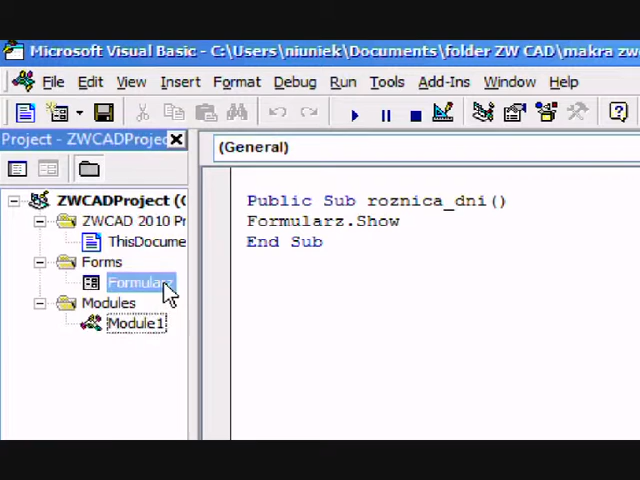 Microsoft Visual Basic - C:\Users\niuniek\Documents\folder ZW CAD\makra zwc
File Edit View Insert Format Debug Run Tools Add-Ins Window Help
Project - ZWCADProjec
(General)
ZWCADProject (C
ZWCAD 2010 Pr
ThisDocume
Forms
Formularz
Modules
Module1
Public Sub roznica_dni()
Formularz.Show
End Sub